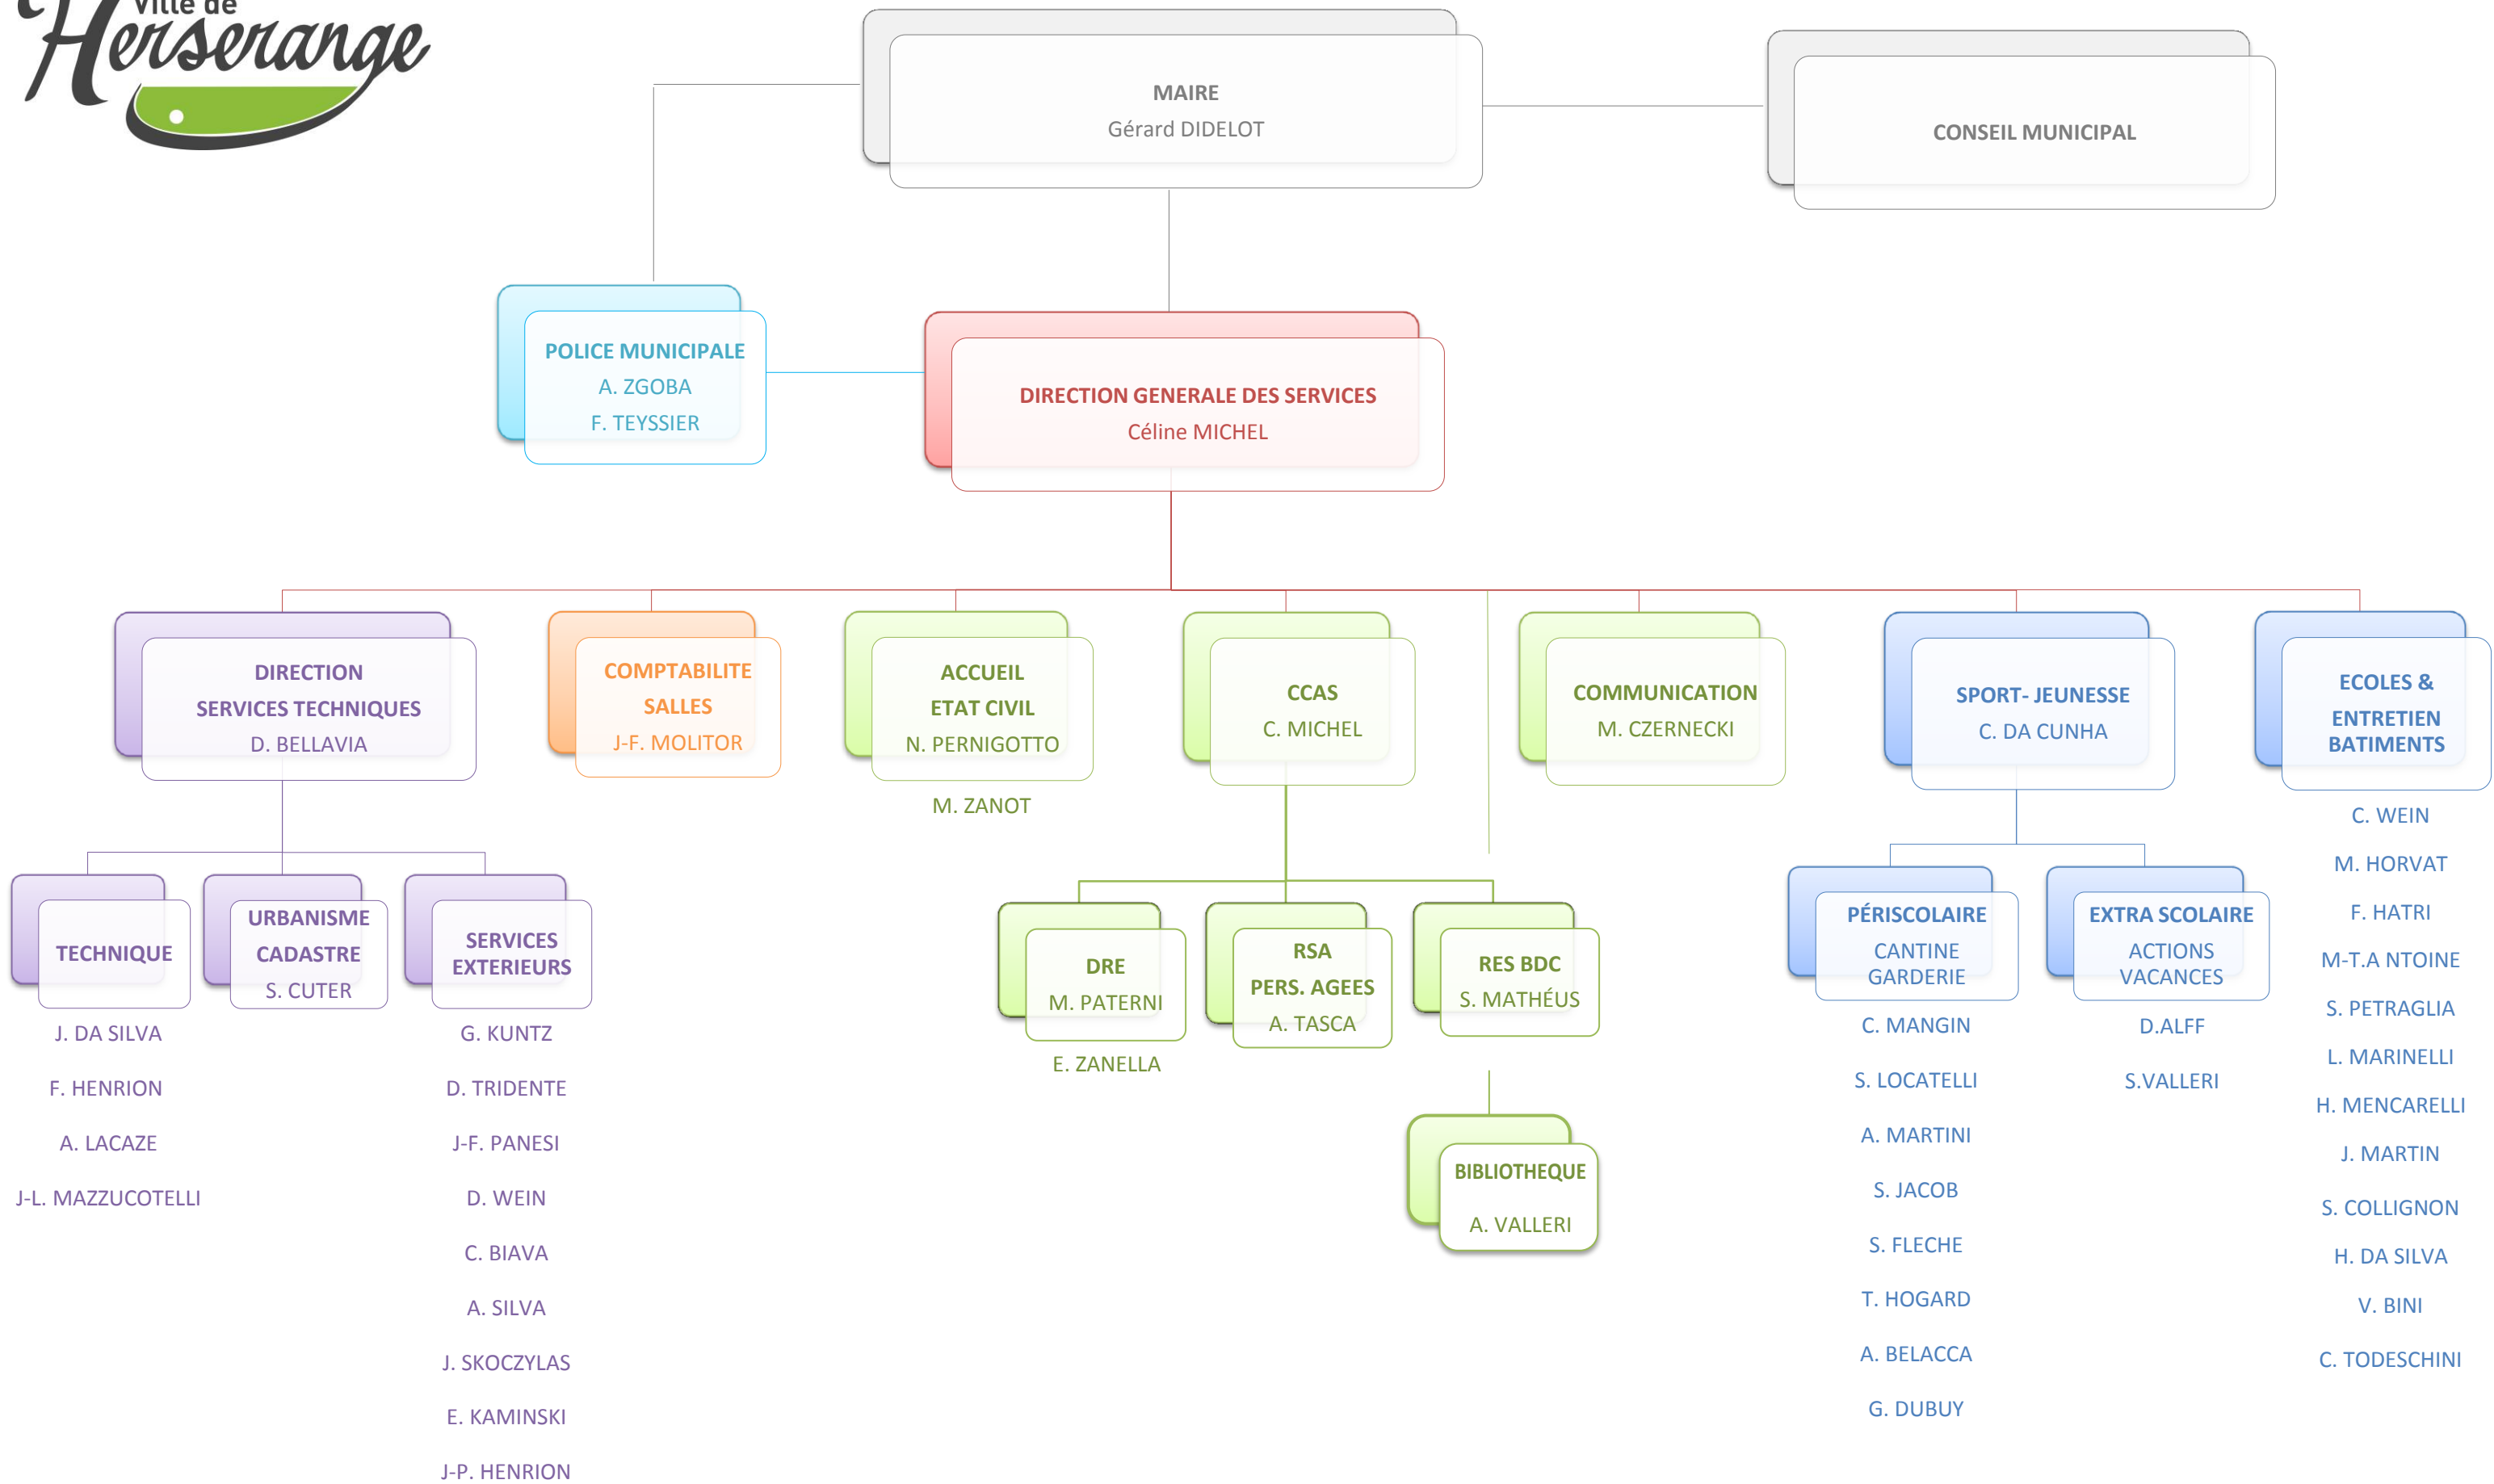 Ville de
Herserange
MAIRE
Gérard DIDELOT
CONSEIL MUNICIPAL
POLICE MUNICIPALE
A. ZGOBA
F. TEYSSIER
DIRECTION GENERALE DES SERVICES
Céline MICHEL
DIRECTION
SERVICES TECHNIQUES
D. BELLAVIA
COMPTABILITE
SALLES
J-F. MOLITOR
ACCUEIL
ETAT CIVIL
N. PERNIGOTTO
M. ZANOT
CCAS
C. MICHEL
COMMUNICATION
M. CZERNECKI
SPORT- JEUNESSE
C. DA CUNHA
ECOLES &
ENTRETIEN
BATIMENTS
C. WEIN
M. HORVAT
F. HATRI
M-T.A NTOINE
S. PETRAGLIA
L. MARINELLI
H. MENCARELLI
J. MARTIN
S. COLLIGNON
H. DA SILVA
V. BINI
C. TODESCHINI
TECHNIQUE
J. DA SILVA
F. HENRION
A. LACAZE
J-L. MAZZUCOTELLI
URBANISME
CADASTRE
S. CUTER
SERVICES
EXTERIEURS
G. KUNTZ
D. TRIDENTE
J-F. PANESI
D. WEIN
C. BIAVA
A. SILVA
J. SKOCZYLAS
E. KAMINSKI
J-P. HENRION
DRE
M. PATERNI
E. ZANELLA
RSA
PERS. AGEES
A. TASCA
RES BDC
S. MATHÉUS
BIBLIOTHEQUE
A. VALLERI
PÉRISCOLAIRE
CANTINE
GARDERIE
C. MANGIN
S. LOCATELLI
A. MARTINI
S. JACOB
S. FLECHE
T. HOGARD
A. BELACCA
G. DUBUY
EXTRA SCOLAIRE
ACTIONS
VACANCES
D.ALFF
S.VALLERI